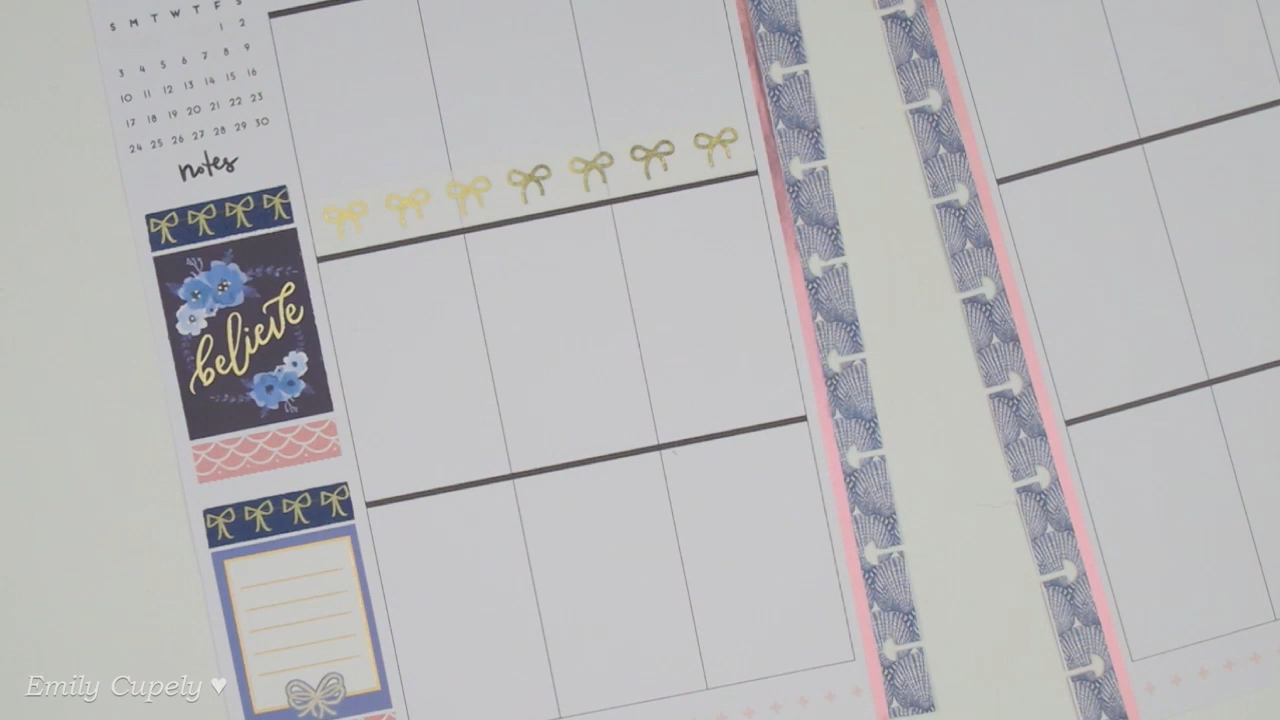 S M T W T F S
1 2
3 4 5 6 7 8 9
10 11 12 13 14 15 16
17 18 19 20 21 22 23
24 25 26 27 28 29 30
notes
believe
Emily Cupely ♥